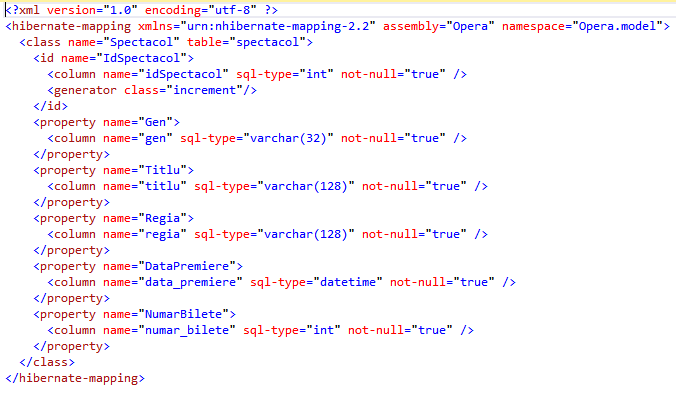 <?xml version="1.0" encoding="utf-8" ?>
<hibernate-mapping xmlns="urn:nhibernate-mapping-2.2" assembly="Opera" namespace="Opera.model">
  <class name="Spectacol" table="spectacol">
    <id name="IdSpectacol">
      <column name="idSpectacol" sql-type="int" not-null="true" />
      <generator class="increment"/>
    </id>
    <property name="Gen">
      <column name="gen" sql-type="varchar(32)" not-null="true" />
    </property>
    <property name="Titlu">
      <column name="titlu" sql-type="varchar(128)" not-null="true" />
    </property>
    <property name="Regia">
      <column name="regia" sql-type="varchar(128)" not-null="true" />
    </property>
    <property name="DataPremiere">
      <column name="data_premiere" sql-type="datetime" not-null="true" />
    </property>
    <property name="NumarBilete">
      <column name="numar_bilete" sql-type="int" not-null="true" />
    </property>
  </class>
</hibernate-mapping>